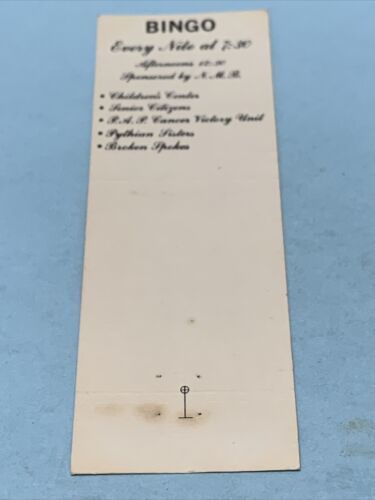 BINGO
Every Nite at 7:30
Afternoons 12:30
Sponsored by N.M.B.
• Children's Center
• Senior Citizens
• P.A.P. Cancer Victory Unit
• Pythian Sisters
• Broken Spokes